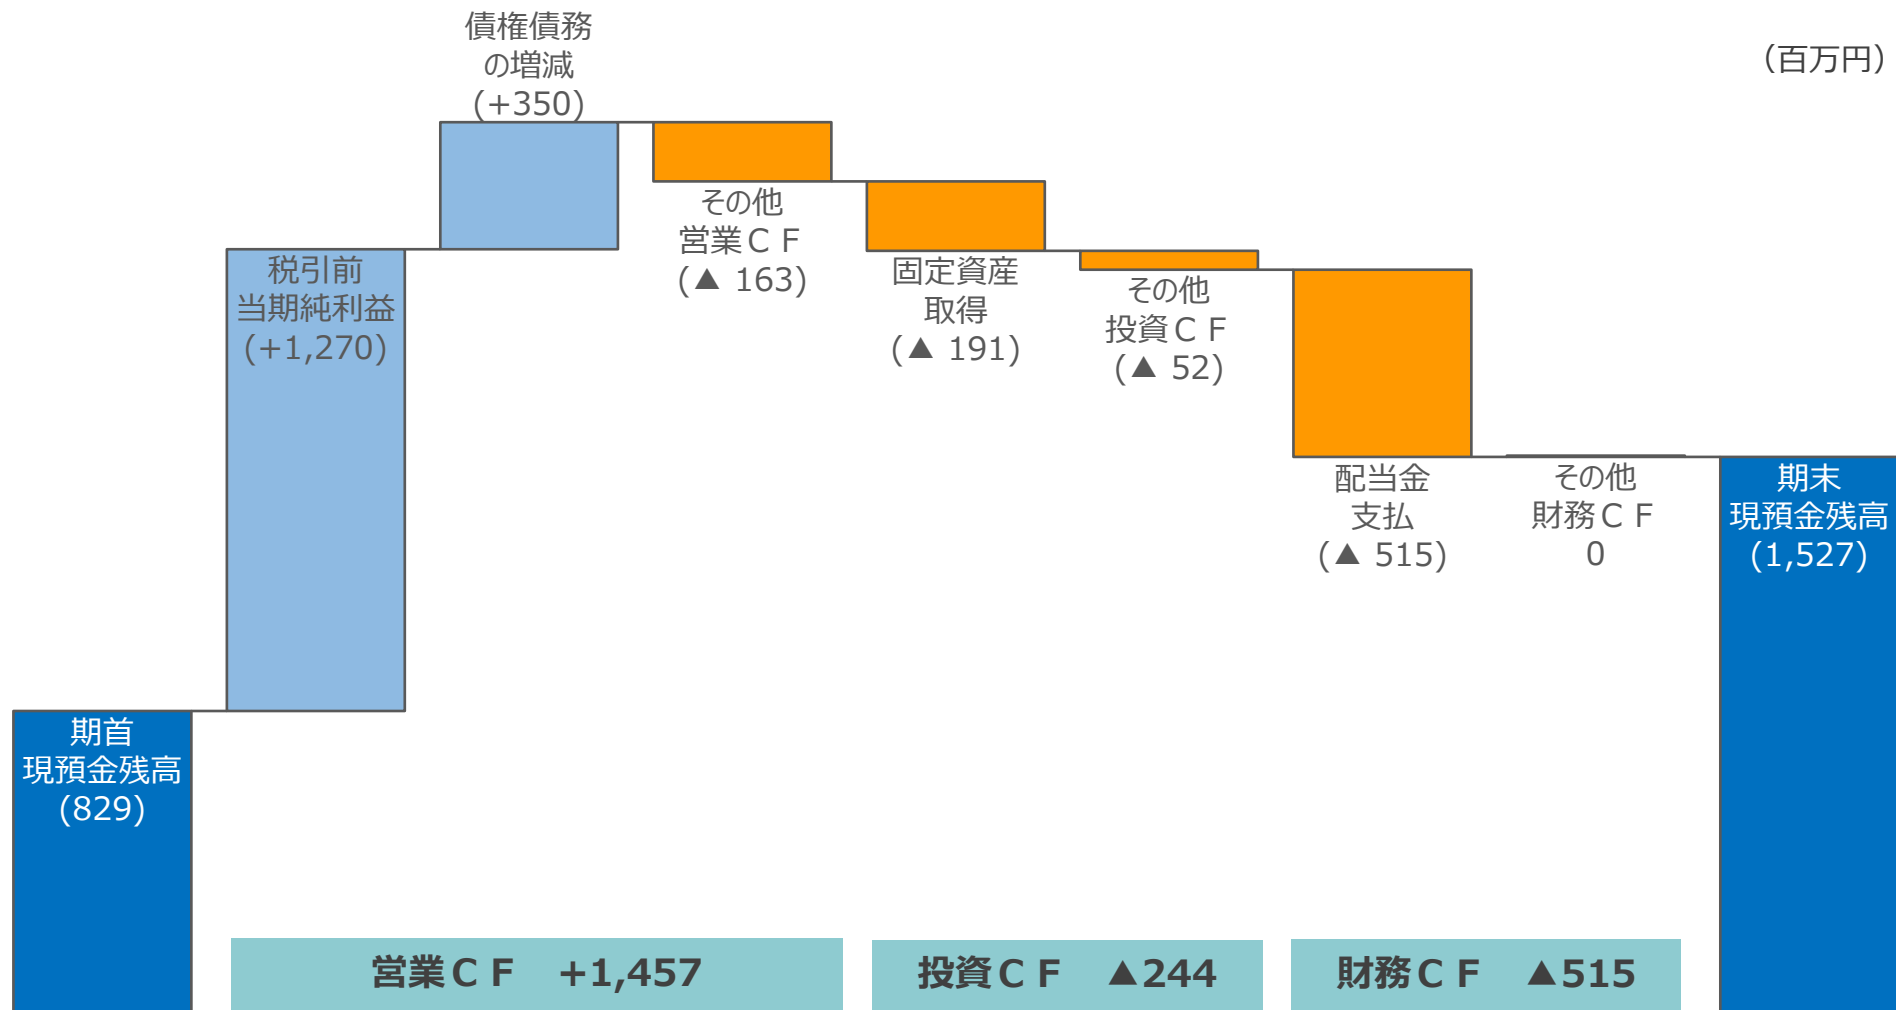 (百万円)
債権債務
の増減
(+350)
税引前
当期純利益
(+1,270)
その他
営業ＣＦ
(▲ 163)
固定資産
取得
(▲ 191)
その他
投資ＣＦ
(▲ 52)
配当金
支払
(▲ 515)
その他
財務ＣＦ
0
期末
現預金残高
(1,527)
期首
現預金残高
(829)
営業ＣＦ　+1,457
投資ＣＦ　▲244
財務ＣＦ　▲515